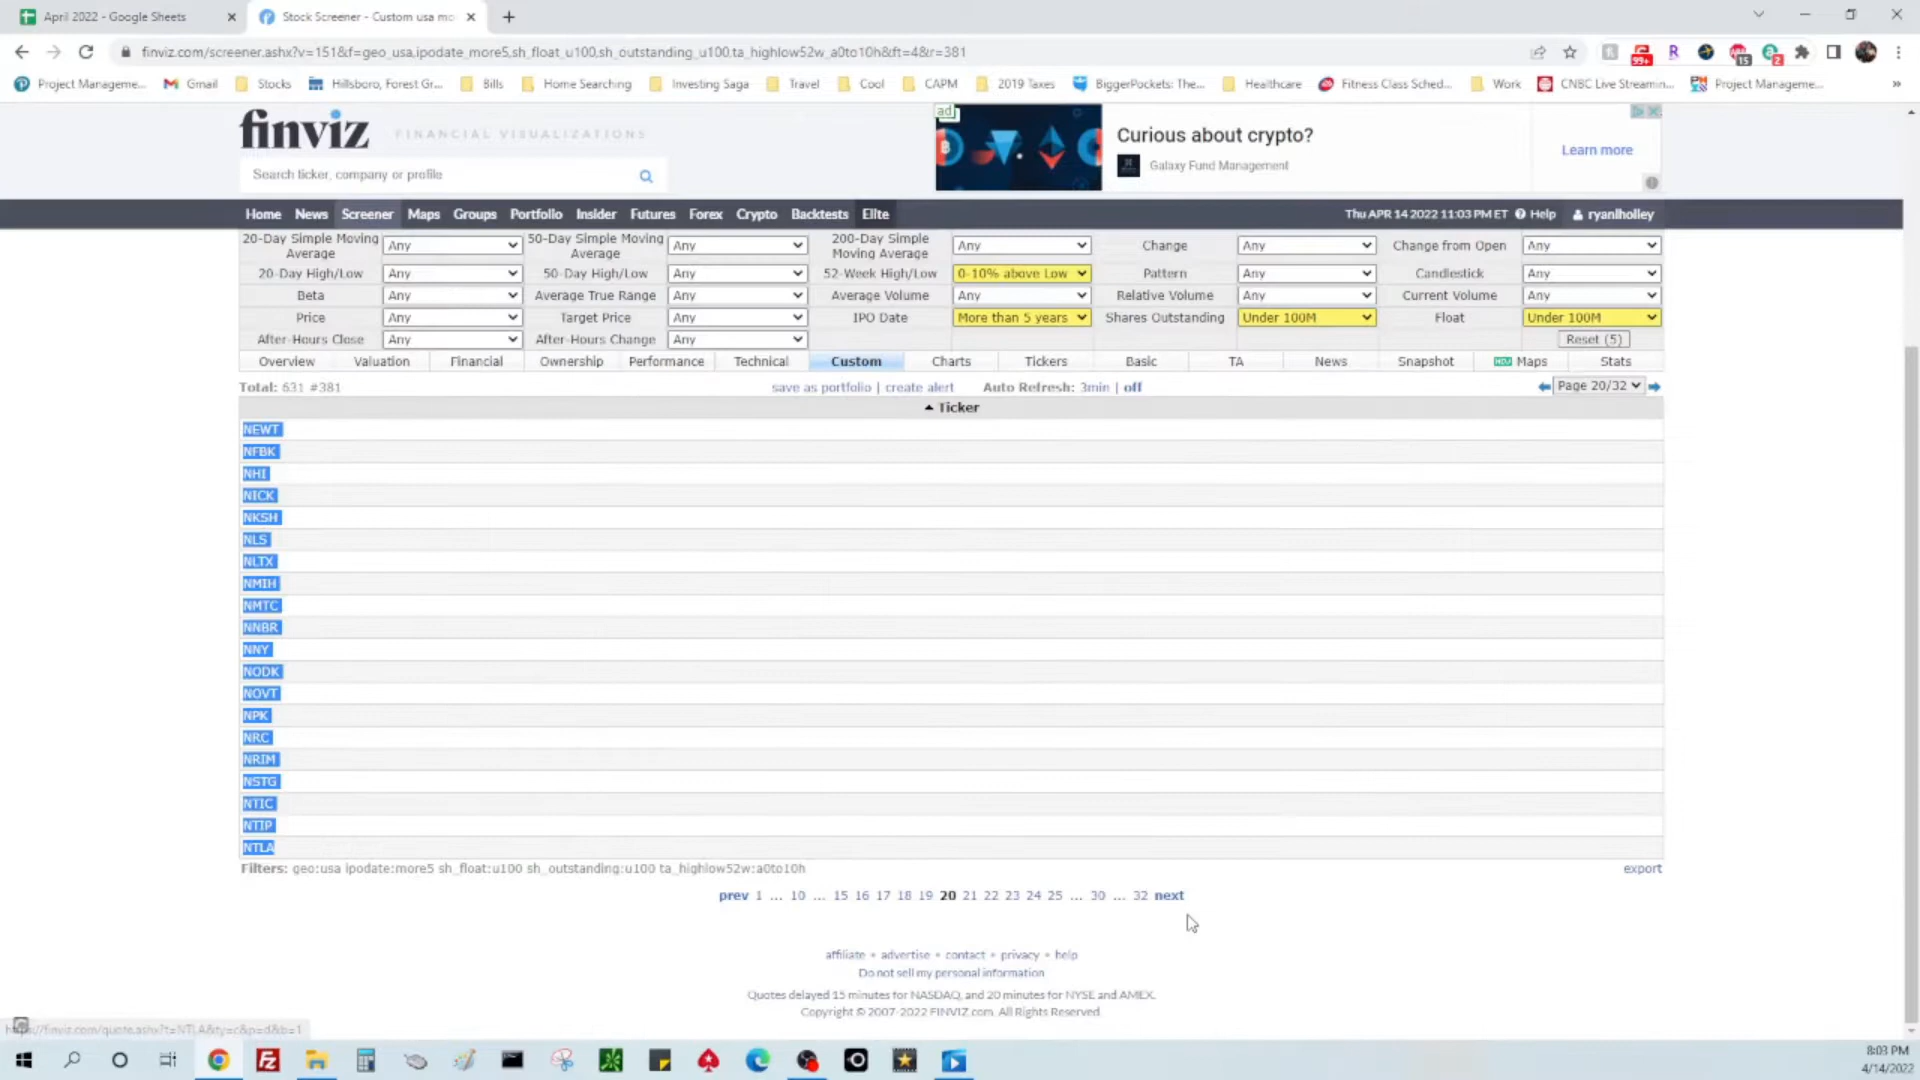 April 2022 - Google Sheets
Stock Screener - Custom usa mo
finviz.com/screener.ashx?v=151&f=geo_usa,ipodate_more5,sh_float_u100,sh_outstanding_u100,ta_highlow52w_a0to10h&ft=4&r=381
99+
R
15
2
Project Manageme...
Gmail
Stocks
Hillsboro, Forest Gr...
Bills
Home Searching
Investing Saga
Travel
Cool
CAPM
2019 Taxes
BiggerPockets: The...
Healthcare
Fitness Class Sched...
Work
CNBC Live Streamin...
Project Manageme...
finviz FINANCIAL VISUALIZATIONS
ad
Curious about crypto?
Galaxy Fund Management
Learn more
Search ticker, company or profile
Home News Screener Maps Groups Portfolio Insider Futures Forex Crypto Backtests Elite
Thu APR 14 2022 11:03 PM ET Help ryanlholley
20-Day Simple Moving Average Any 50-Day Simple Moving Average Any 200-Day Simple Moving Average Any Change Any Change from Open Any
20-Day High/Low Any 50-Day High/Low Any 52-Week High/Low 0-10% above Low Pattern Any Candlestick Any
Beta Any Average True Range Any Average Volume Any Relative Volume Any Current Volume Any
Price Any Target Price Any IPO Date More than 5 years Shares Outstanding Under 100M Float Under 100M
After-Hours Close Any After-Hours Change Any Reset (5)
Overview Valuation Financial Ownership Performance Technical Custom Charts Tickers Basic TA News Snapshot Maps Stats
Total: 631 #381
save as portfolio | create alert Auto Refresh: 3min | off
Page 20/32
Ticker
NEWT
NFBK
NHI
NICK
NKSH
NLS
NLTX
NMIH
NMTC
NNBR
NNY
NODK
NOVT
NPK
NRC
NRIM
NSTG
NTIC
NTIP
NTLA
Filters: geo:usa ipodate:more5 sh_float:u100 sh_outstanding:u100 ta_highlow52w:a0to10h
export
prev 1 ... 10 ... 15 16 17 18 19 20 21 22 23 24 25 ... 30 ... 32 next
affiliate • advertise • contact • privacy • help
Do not sell my personal information
Quotes delayed 15 minutes for NASDAQ, and 20 minutes for NYSE and AMEX.
Copyright © 2007-2022 FINVIZ.com. All Rights Reserved.
https://finviz.com/quote.ashx?t=NTLA&ty=c&p=d&b=1
8:03 PM
4/14/2022